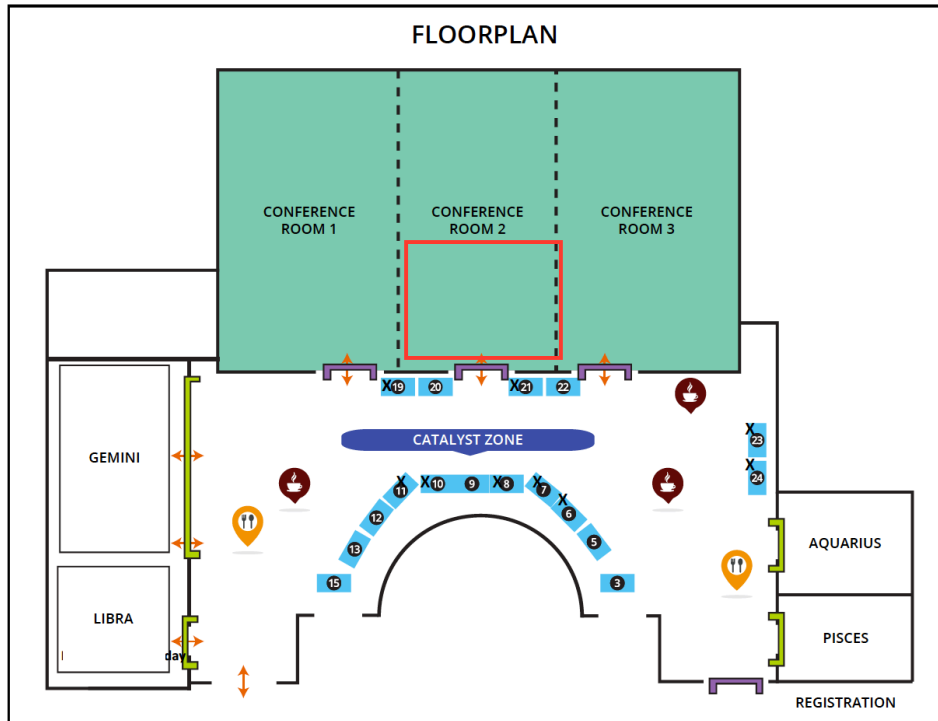 FLOORPLAN
CONFERENCE
ROOM 1
CONFERENCE
ROOM 2
CONFERENCE
ROOM 3
X 19
20
X 21
22
CATALYST ZONE
X 23
X 24
GEMINI
X 11
X 10
9
X 8
X 7
X 6
12
13
5
15
3
AQUARIUS
LIBRA
day
PISCES
REGISTRATION